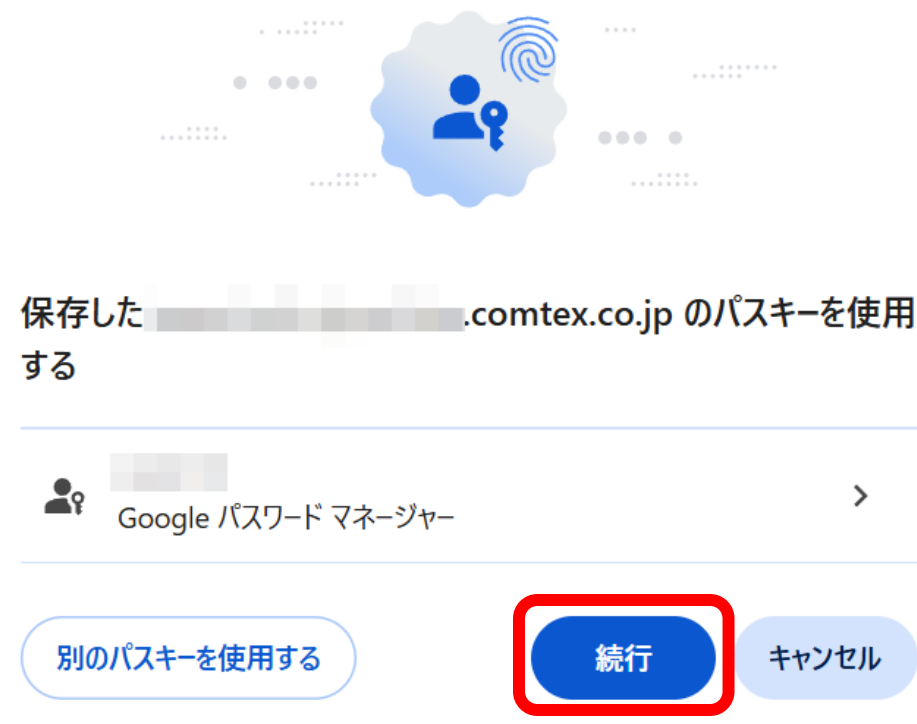 保存した .comtex.co.jp のパスキーを使用
する
Google パスワード マネージャー
別のパスキーを使用する
続行
キャンセル